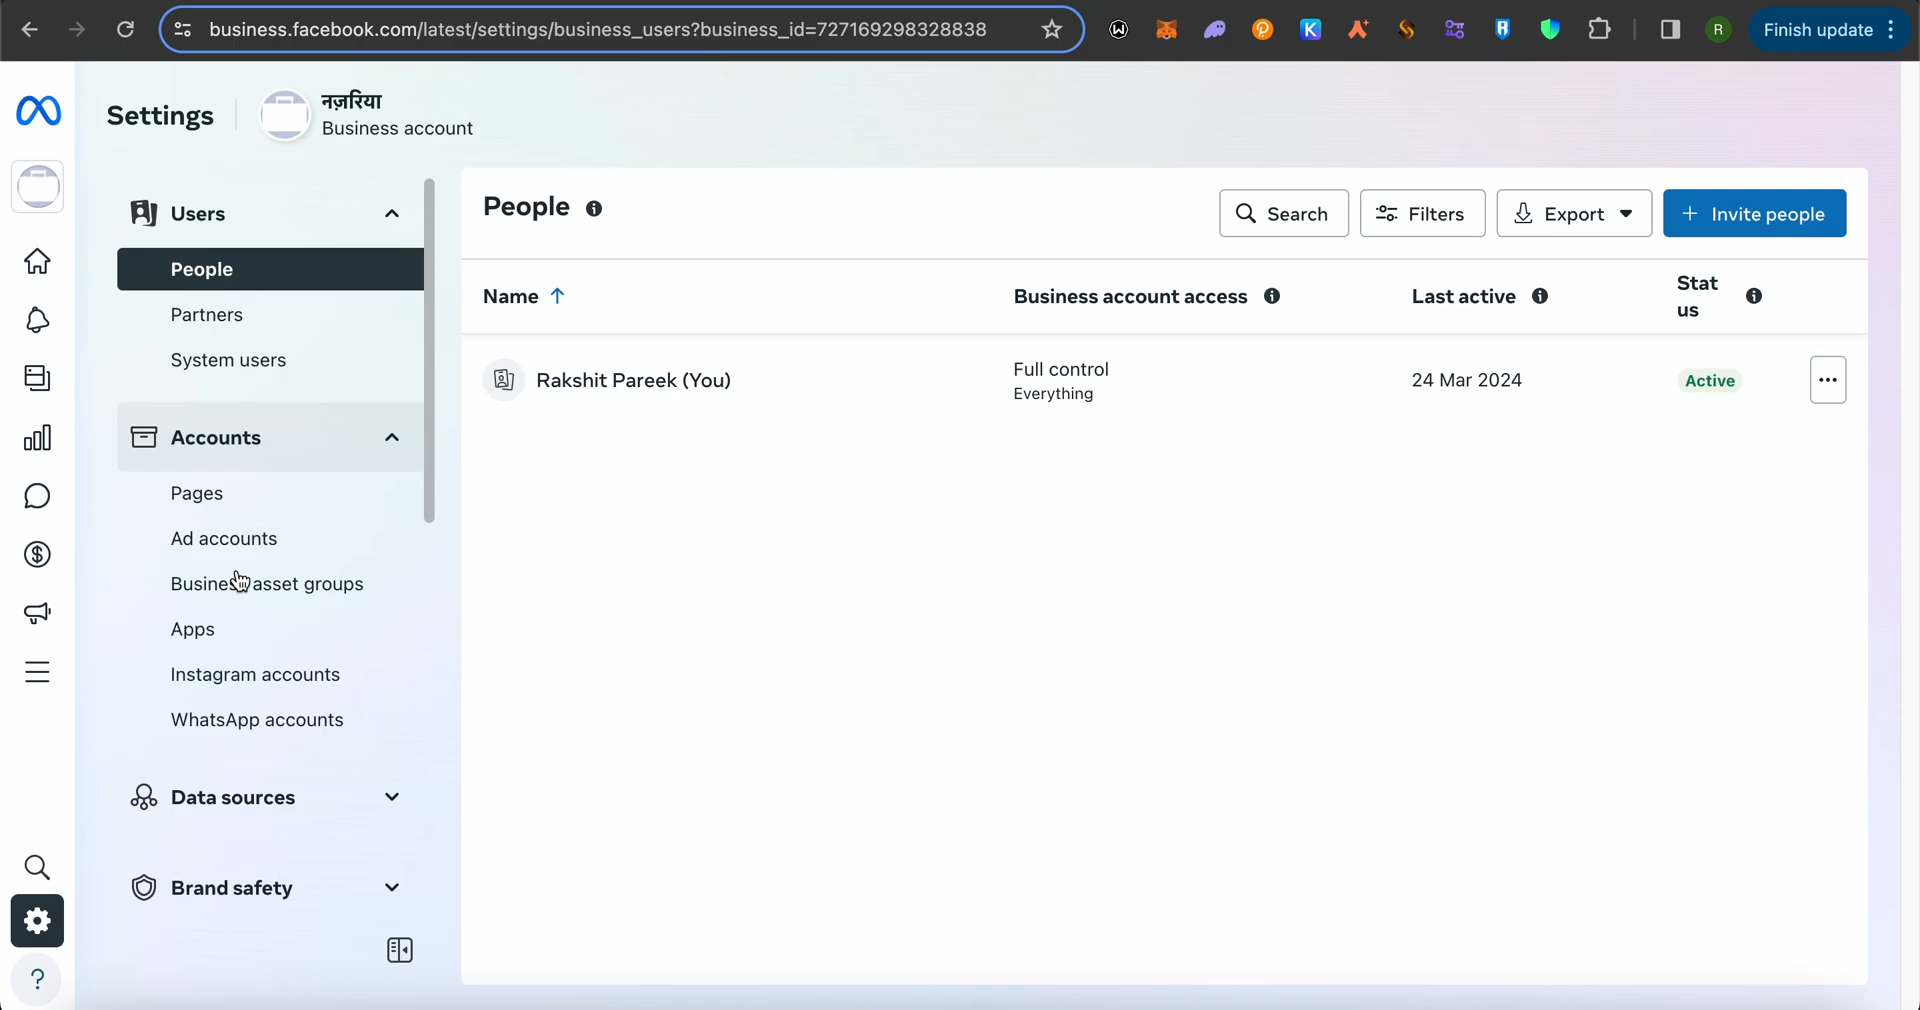 business.facebook.com/latest/settings/business_users?business_id=727169298328838
R
Finish update
Settings
नज़रिया
Business account
Users
People
Partners
System users
Accounts
Pages
Ad accounts
Business asset groups
Apps
Instagram accounts
WhatsApp accounts
Data sources
Brand safety
People
Search
Filters
Export
+ Invite people
Name ↑
Business account access
Last active
Stat
us
Rakshit Pareek (You)
Full control
Everything
24 Mar 2024
Active